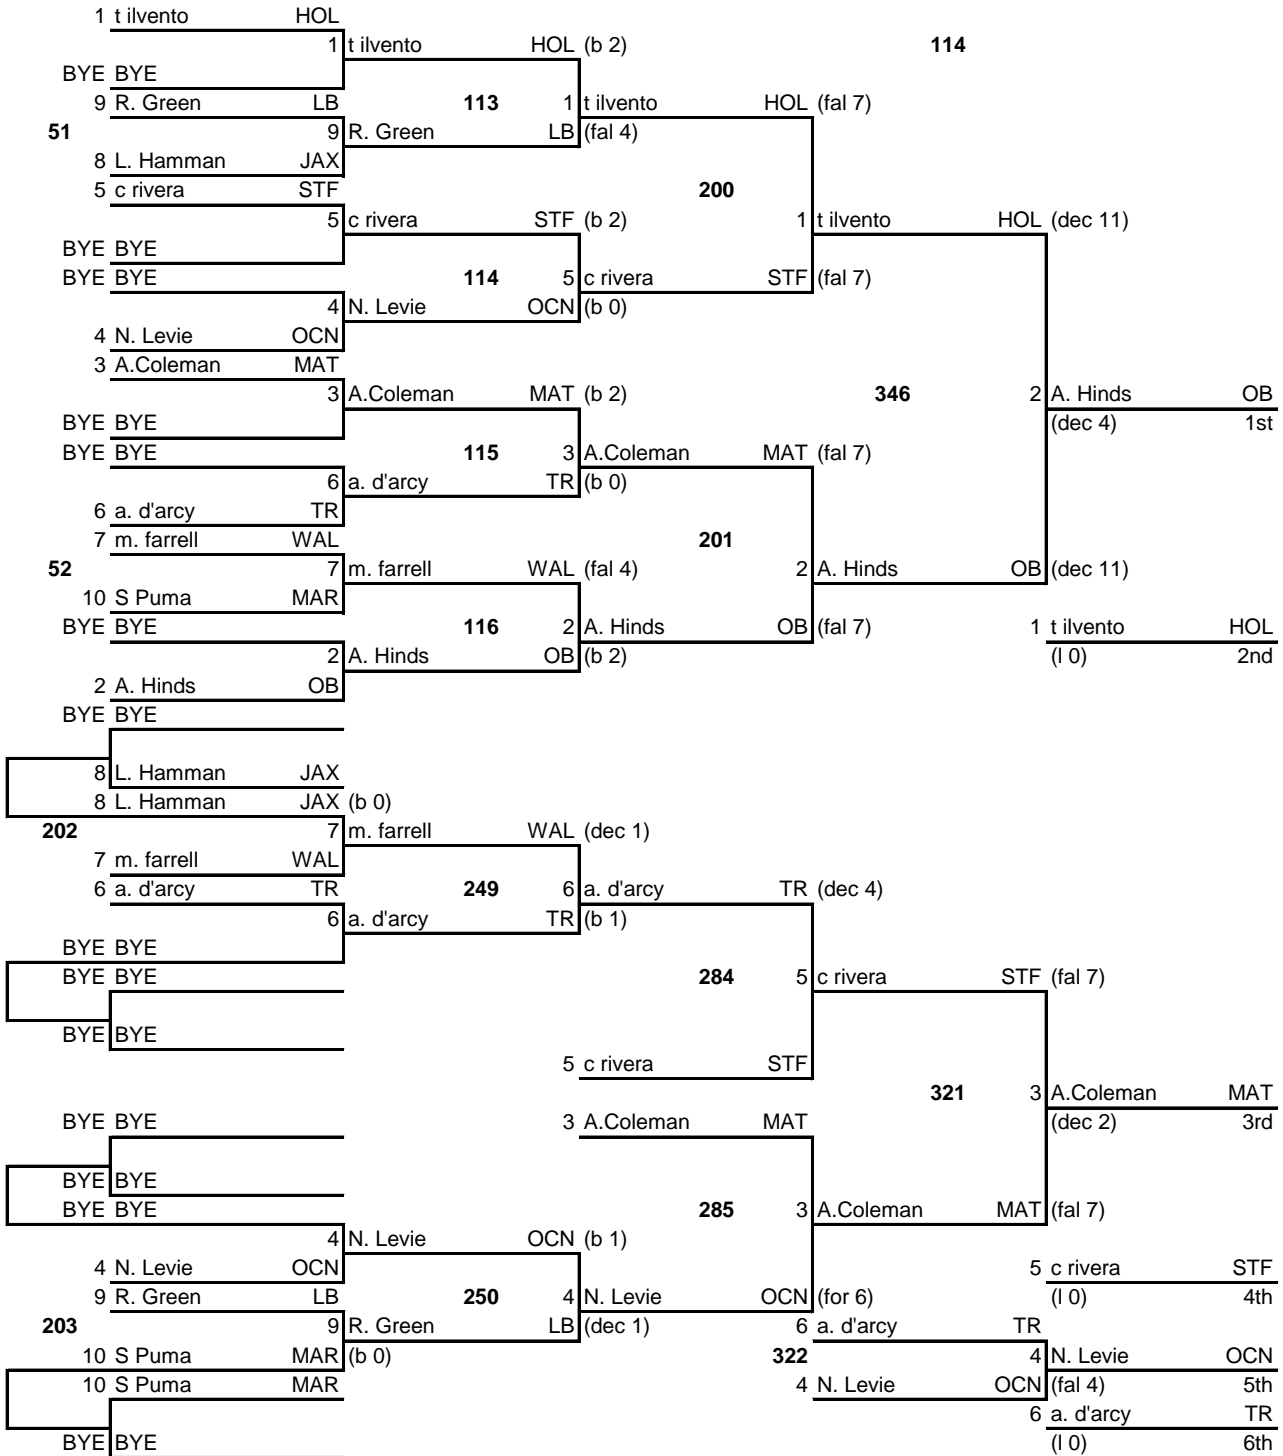 1 t ilvento HOL
1 t ilvento HOL (b 2) 114
BYE BYE
9 R. Green LB 113 1 t ilvento HOL (fal 7)
51 9 R. Green LB (fal 4)
8 L. Hamman JAX
5 c rivera STF 200
5 c rivera STF (b 2) 1 t ilvento HOL (dec 11)
BYE BYE
BYE BYE 114 5 c rivera STF (fal 7)
4 N. Levie OCN (b 0)
4 N. Levie OCN
3 A.Coleman MAT
3 A.Coleman MAT (b 2) 346 2 A. Hinds OB
BYE BYE (dec 4) 1st
BYE BYE 115 3 A.Coleman MAT (fal 7)
6 a. d'arcy TR (b 0)
6 a. d'arcy TR
7 m. farrell WAL 201
52 7 m. farrell WAL (fal 4) 2 A. Hinds OB (dec 11)
10 S Puma MAR
BYE BYE 116 2 A. Hinds OB (fal 7) 1 t ilvento HOL
2 A. Hinds OB (b 2) (l 0) 2nd
2 A. Hinds OB
BYE BYE
8 L. Hamman JAX
8 L. Hamman JAX (b 0)
202 7 m. farrell WAL (dec 1)
7 m. farrell WAL
6 a. d'arcy TR 249 6 a. d'arcy TR (dec 4)
6 a. d'arcy TR (b 1)
BYE BYE
BYE BYE 284 5 c rivera STF (fal 7)
BYE BYE
5 c rivera STF
321 3 A.Coleman MAT
BYE BYE 3 A.Coleman MAT (dec 2) 3rd
BYE BYE
BYE BYE 285 3 A.Coleman MAT (fal 7)
4 N. Levie OCN (b 1)
4 N. Levie OCN 5 c rivera STF
9 R. Green LB 250 4 N. Levie OCN (for 6) (l 0) 4th
203 9 R. Green LB (dec 1) 6 a. d'arcy TR
10 S Puma MAR (b 0) 322 4 N. Levie OCN
10 S Puma MAR 4 N. Levie OCN (fal 4) 5th
6 a. d'arcy TR
BYE BYE (l 0) 6th